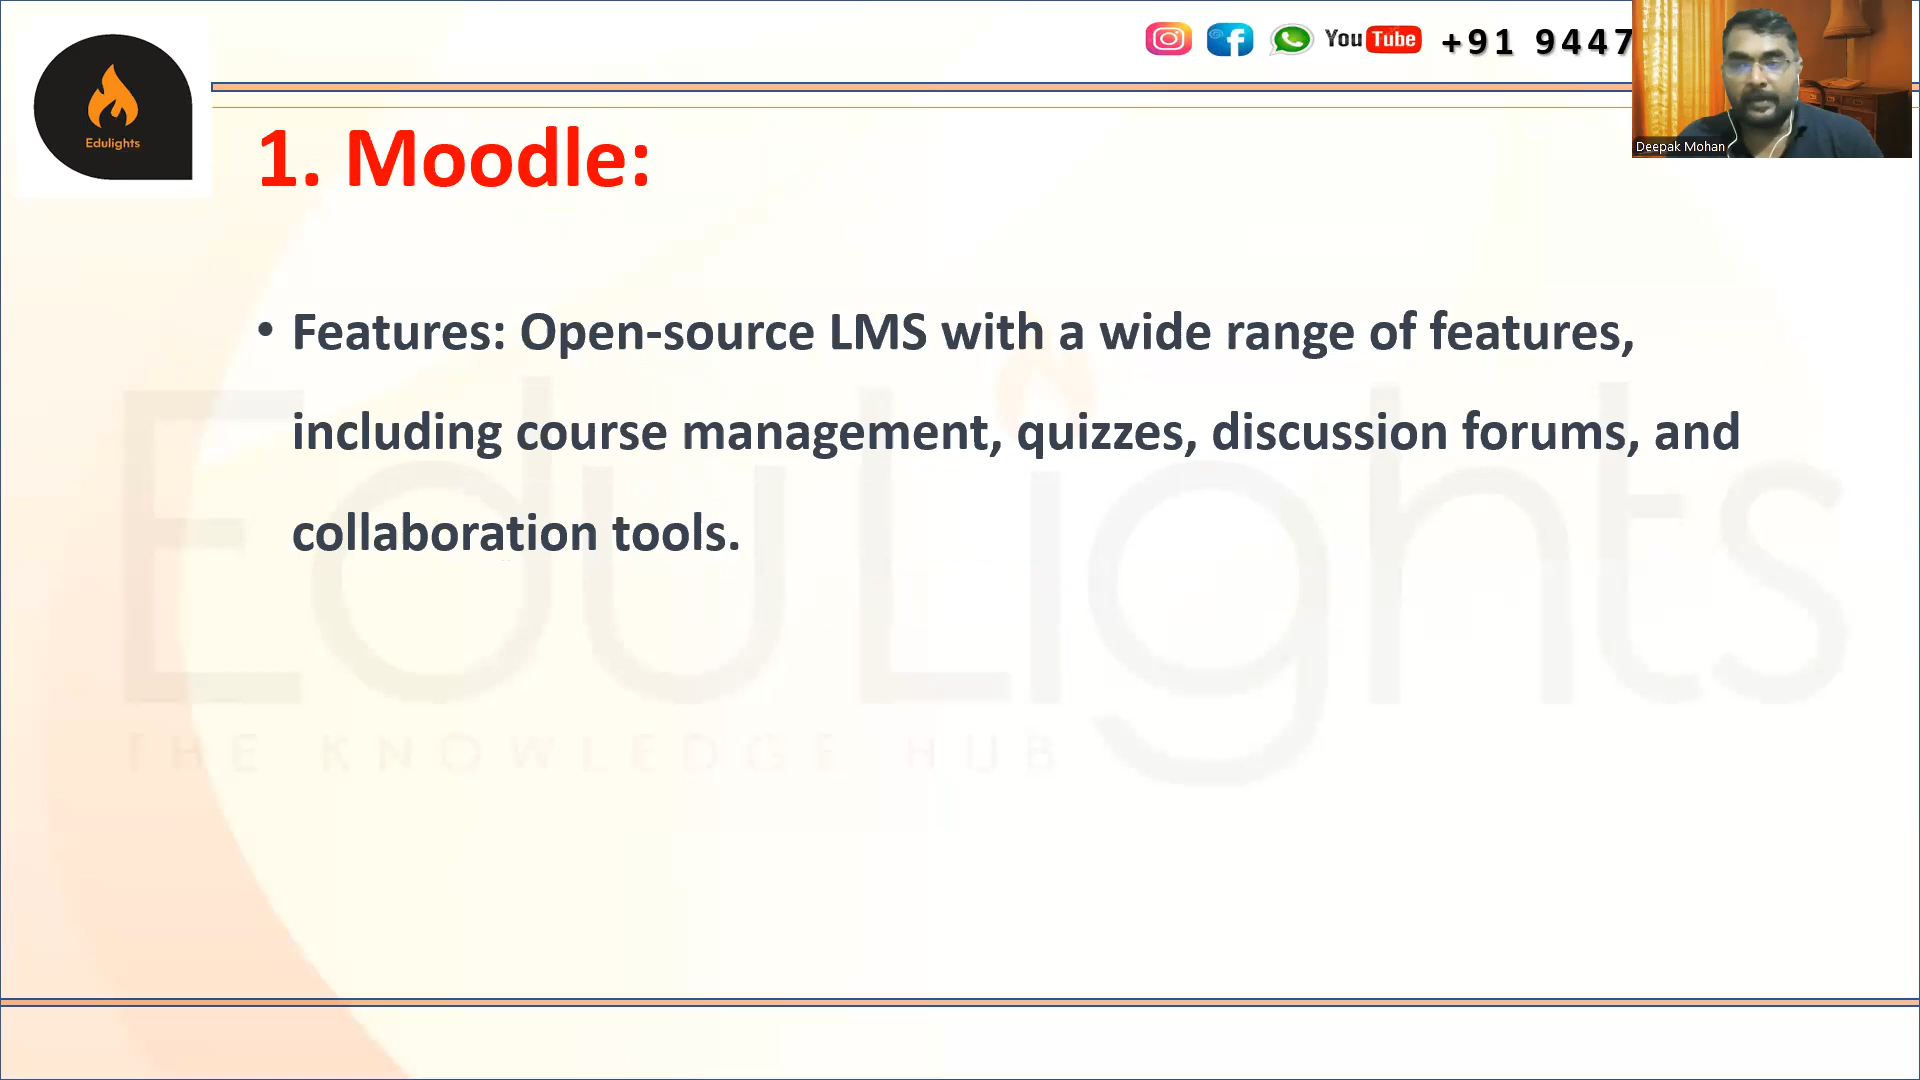 You Tube +91 9447
Edulights
Deepak Mohan
1. Moodle:
• Features: Open-source LMS with a wide range of features,
including course management, quizzes, discussion forums, and
collaboration tools.
EduLights
THE KNOWLEDGE HUB